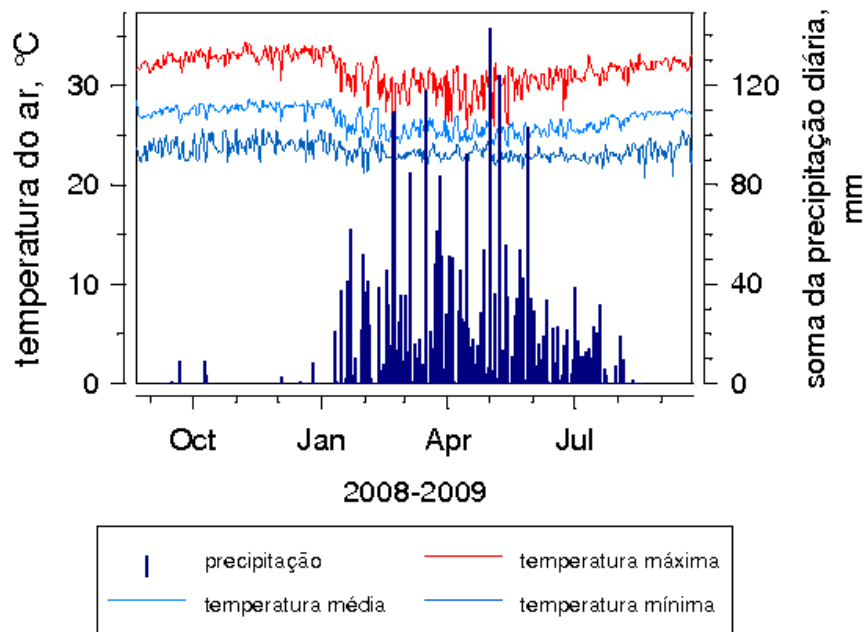 temperatura do ar, ºC
30
20
10
0
120
80
40
0
soma da precipitação diária,
mm
Oct Jan Apr Jul
2008-2009
precipitação temperatura máxima
temperatura média temperatura mínima